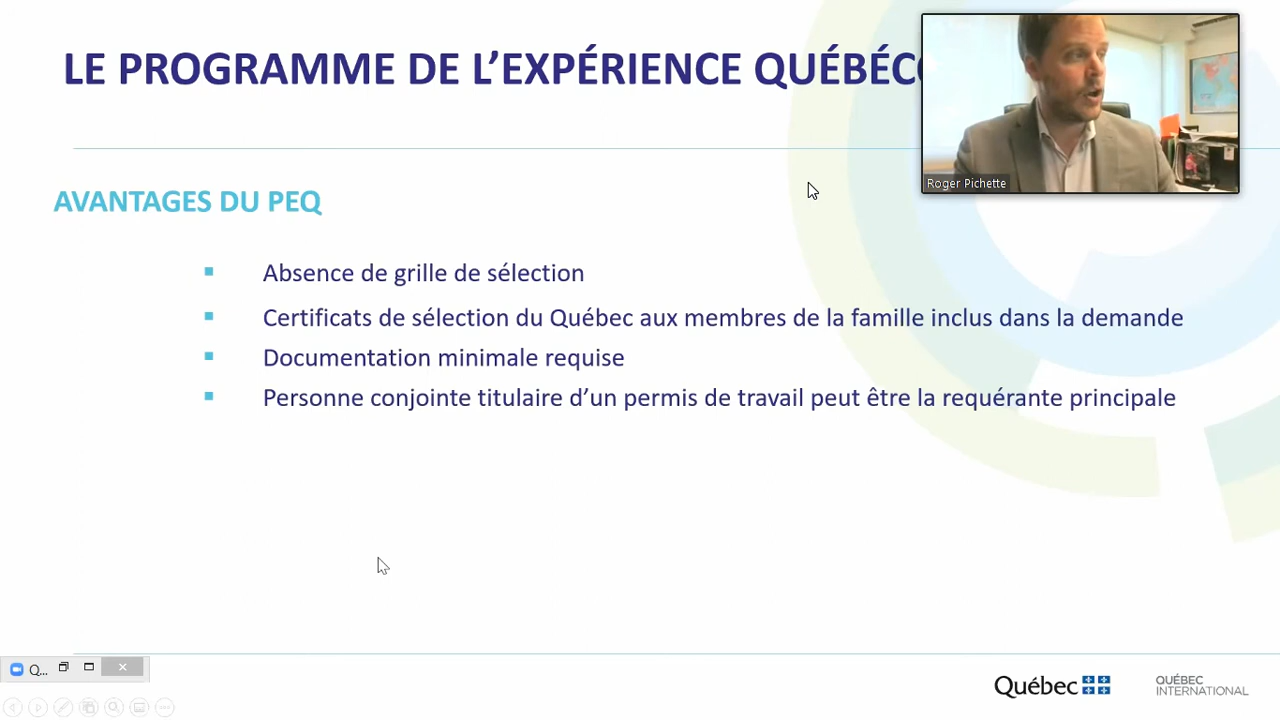 LE PROGRAMME DE L’EXPÉRIENCE QUÉBÉC
Roger Pichette
AVANTAGES DU PEQ
Absence de grille de sélection
Certificats de sélection du Québec aux membres de la famille inclus dans la demande
Documentation minimale requise
Personne conjointe titulaire d’un permis de travail peut être la requérante principale
Q...
Québec
QUÉBEC
INTERNATIONAL